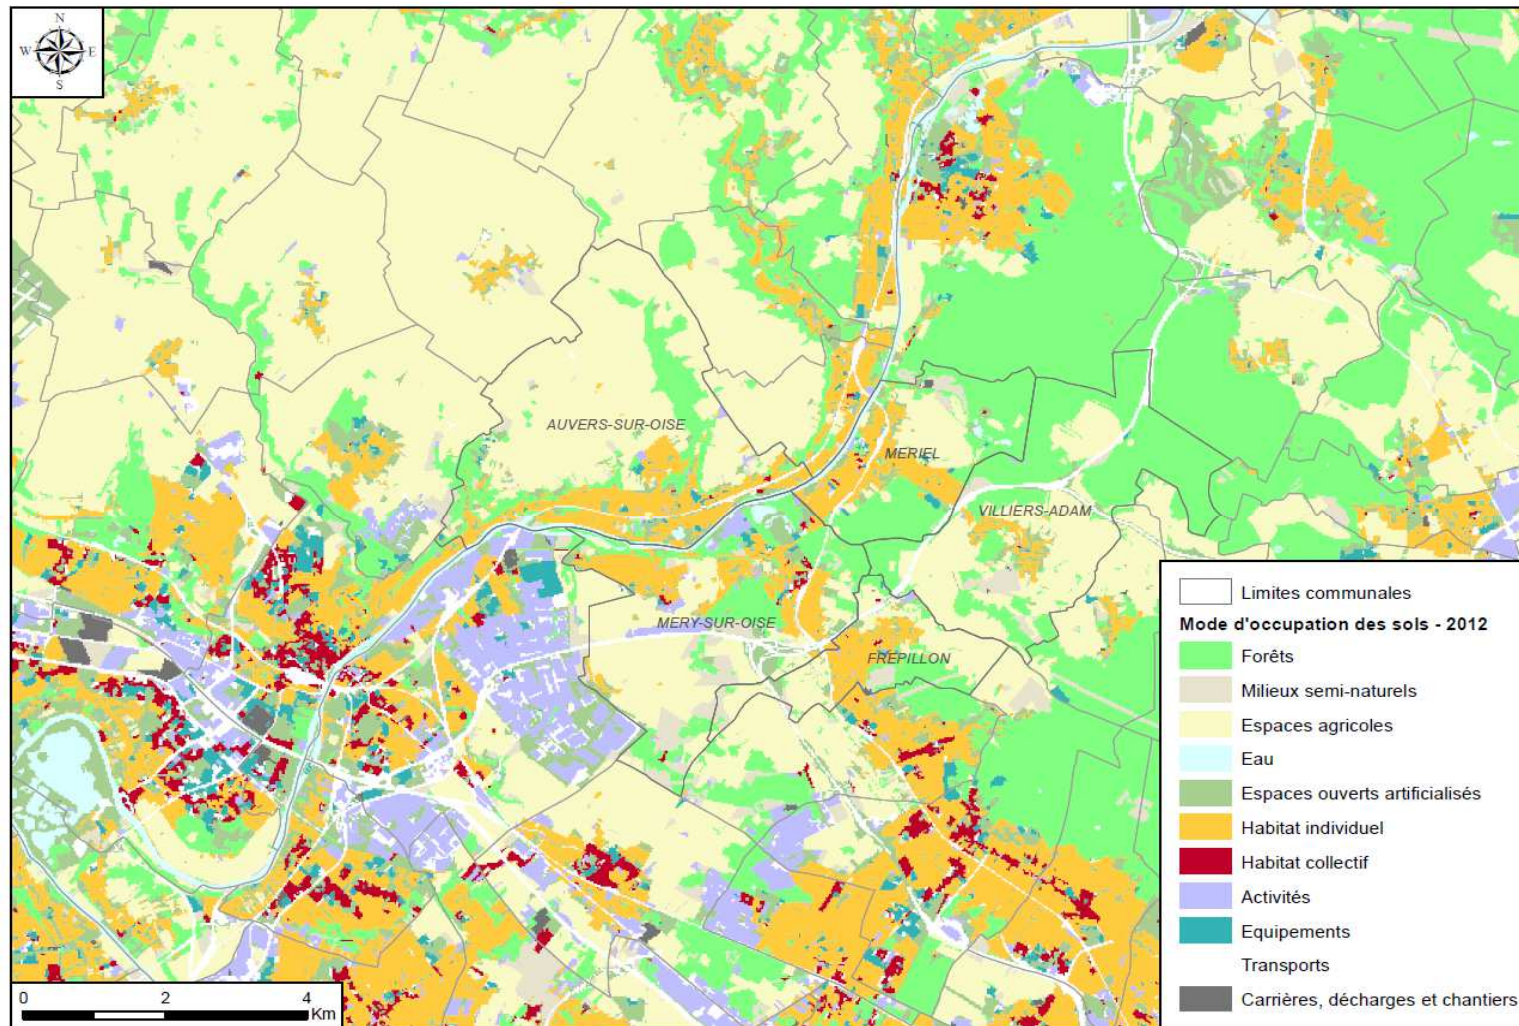 N
W E
S
AUVERS-SUR-OISE
MERIEL
VILLIERS-ADAM
MERY-SUR-OISE
FREPILLON
Limites communales
Mode d'occupation des sols - 2012
Forêts
Milieux semi-naturels
Espaces agricoles
Eau
Espaces ouverts artificialisés
Habitat individuel
Habitat collectif
Activités
Equipements
Transports
Carrières, décharges et chantiers
0 2 4
Km